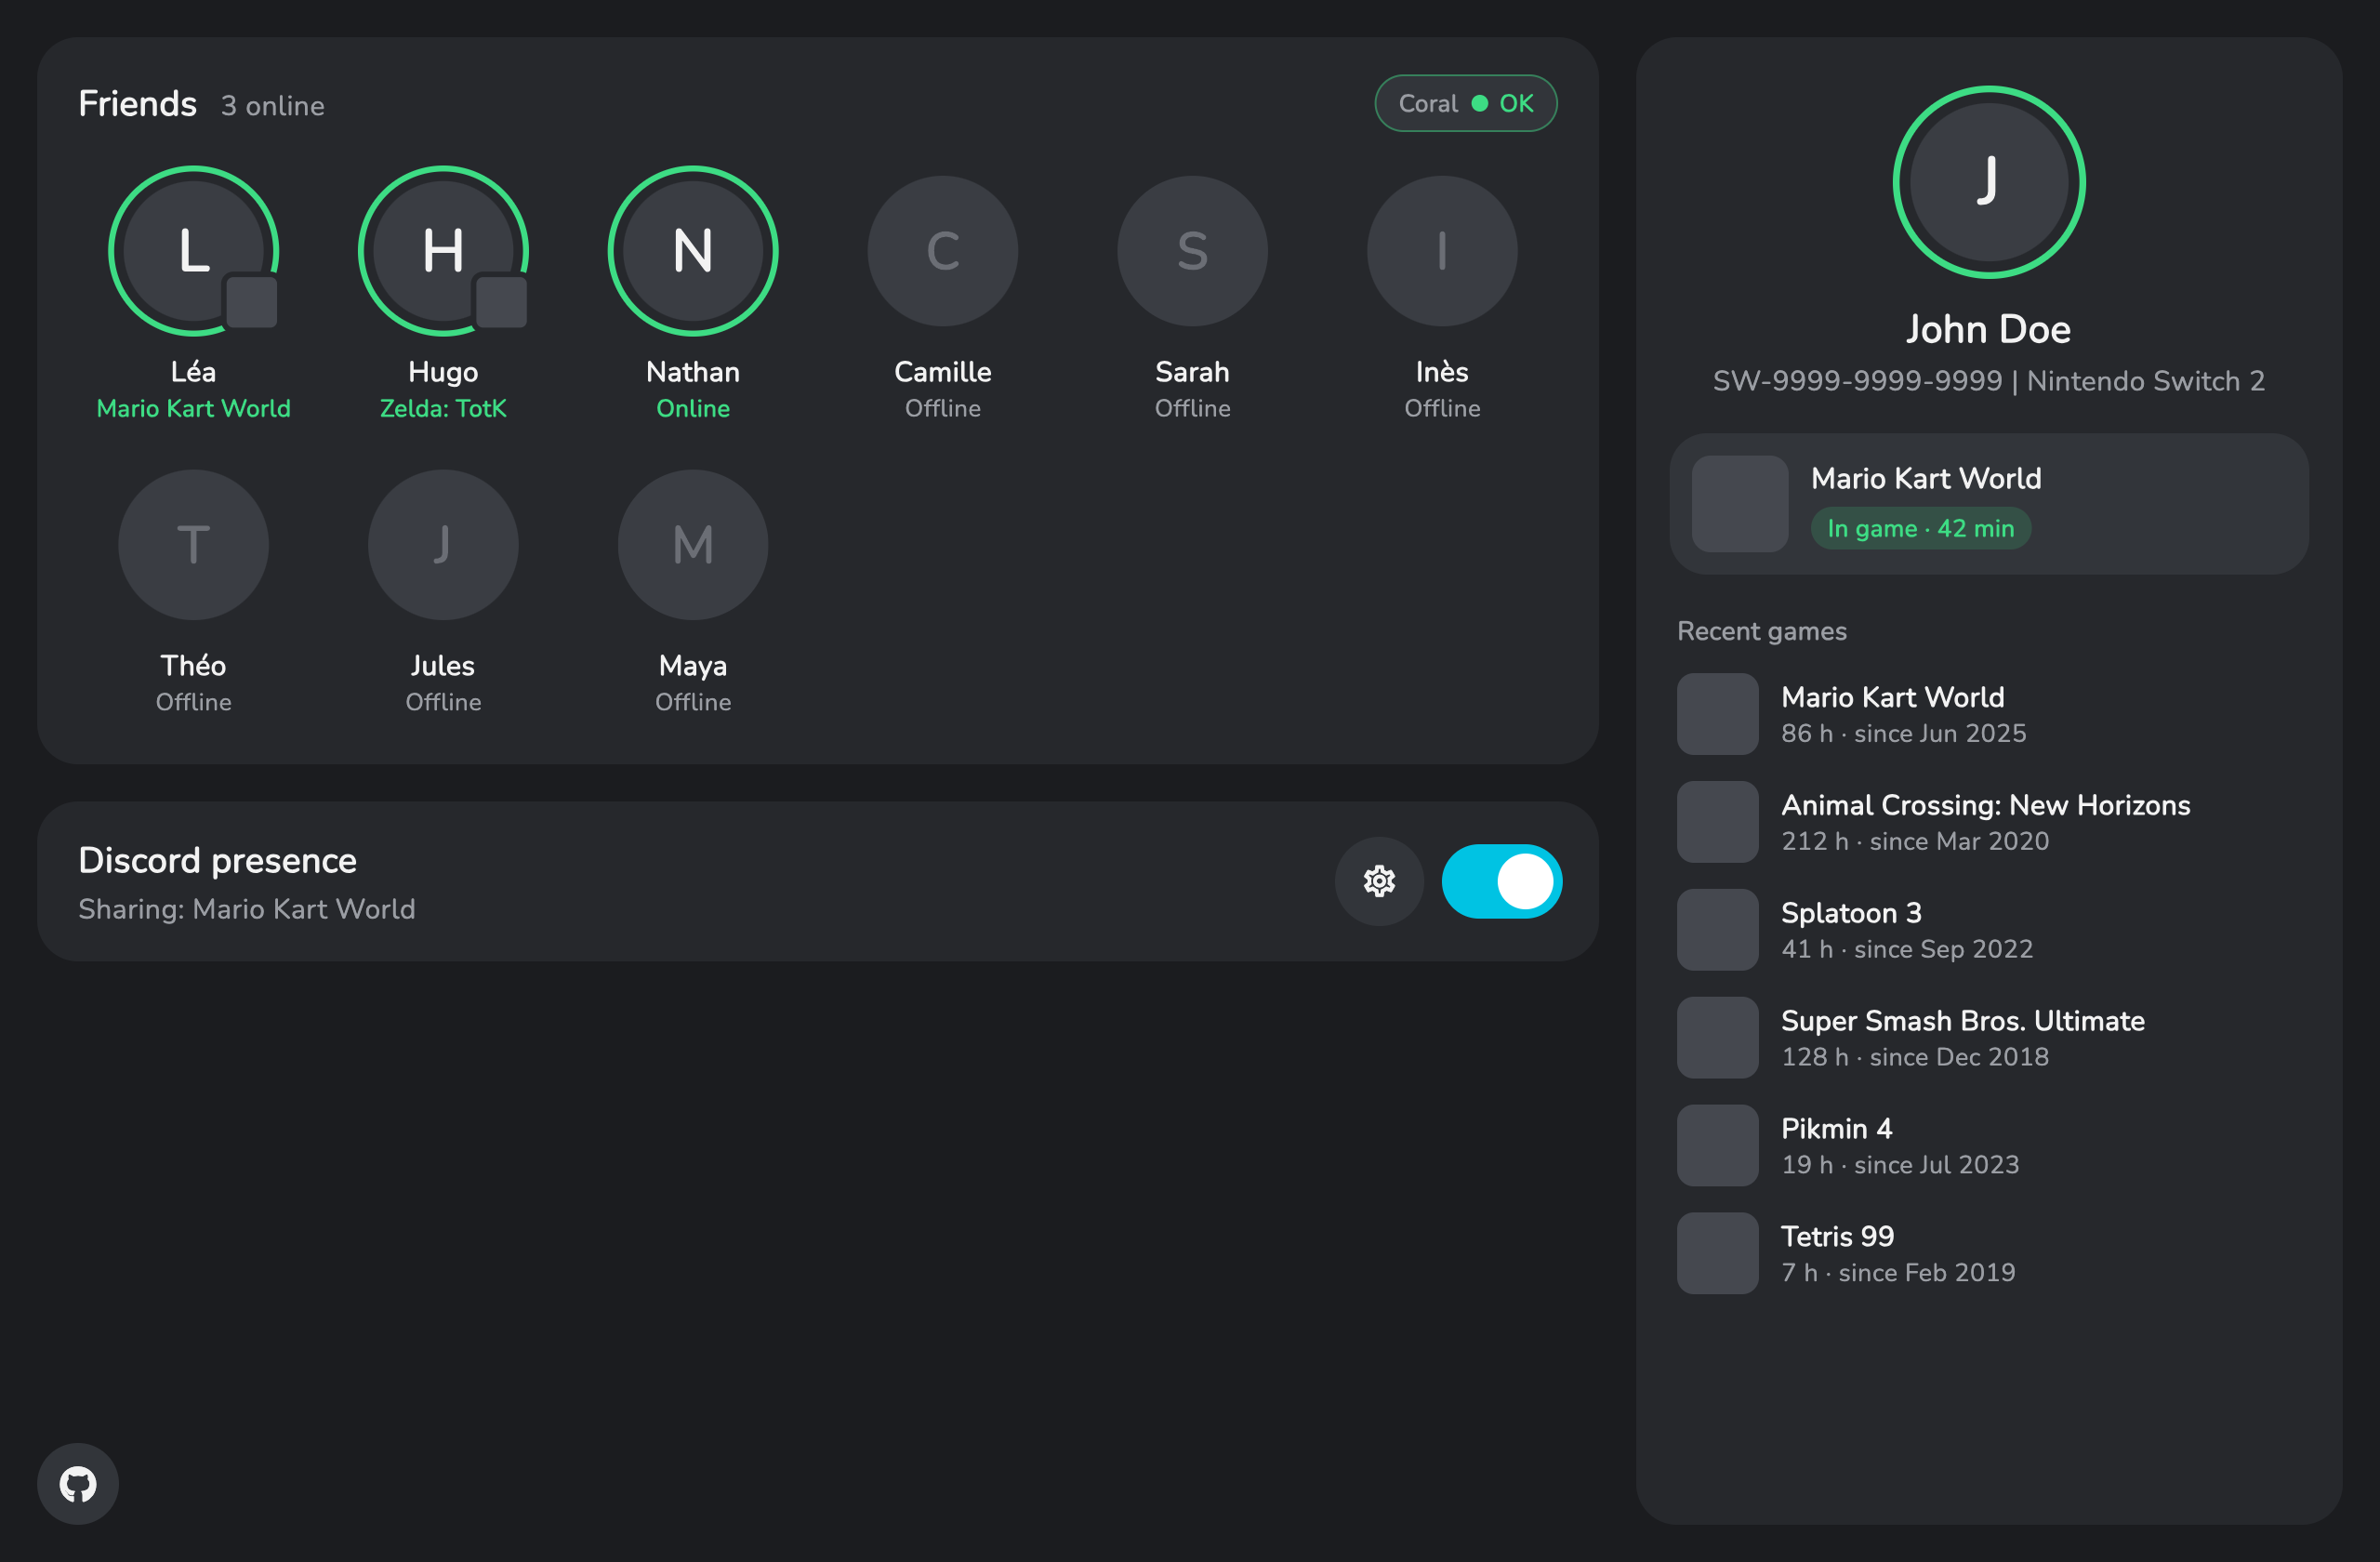 Friends 3 online
Coral OK
L H N C S I
Léa Hugo Nathan Camille Sarah Inès
Mario Kart World Zelda: TotK Online Offline Offline Offline
T J M
Théo Jules Maya
Offline Offline Offline
Discord presence
Sharing: Mario Kart World
J
John Doe
SW-9999-9999-9999 | Nintendo Switch 2
Mario Kart World
In game · 42 min
Recent games
Mario Kart World
86 h · since Jun 2025
Animal Crossing: New Horizons
212 h · since Mar 2020
Splatoon 3
41 h · since Sep 2022
Super Smash Bros. Ultimate
128 h · since Dec 2018
Pikmin 4
19 h · since Jul 2023
Tetris 99
7 h · since Feb 2019